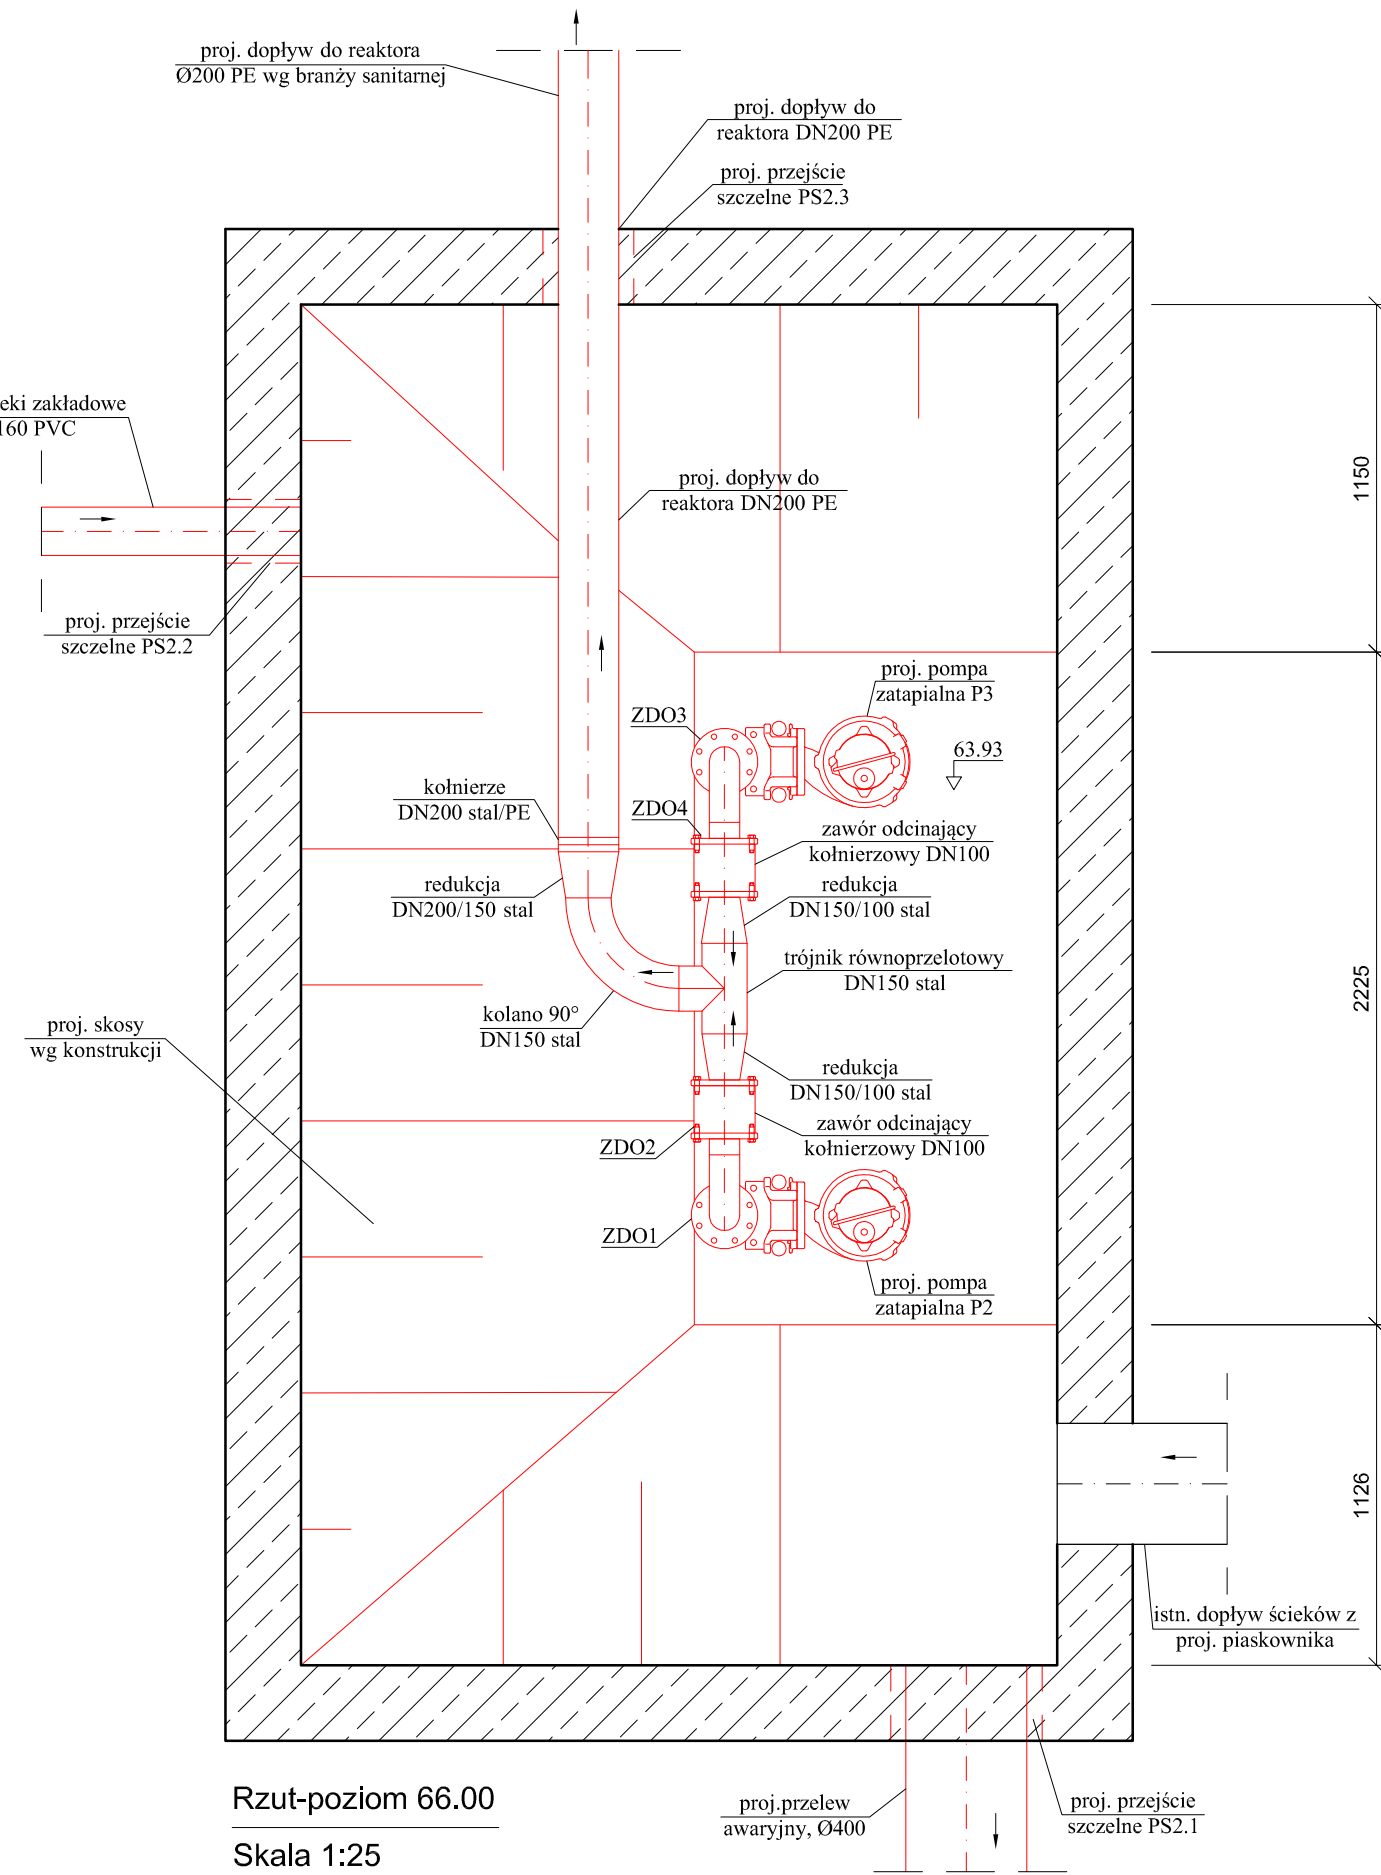 proj. dopływ do reaktora
Ø200 PE wg branży sanitarnej
proj. dopływ do
reaktora DN200 PE
proj. przejście
szczelne PS2.3
eki zakładowe
160 PVC
proj. dopływ do
reaktora DN200 PE
1150
proj. przejście
szczelne PS2.2
proj. pompa
zatapialna P3
ZDO3
63.93
kołnierze
DN200 stal/PE
ZDO4
zawór odcinający
kołnierzowy DN100
redukcja
DN200/150 stal
redukcja
DN150/100 stal
trójnik równoprzelotowy
DN150 stal
2225
kolano 90°
DN150 stal
proj. skosy
wg konstrukcji
redukcja
DN150/100 stal
zawór odcinający
kołnierzowy DN100
ZDO2
ZDO1
proj. pompa
zatapialna P2
1126
istn. dopływ ścieków z
proj. piaskownika
Rzut-poziom 66.00
Skala 1:25
proj.przelew
awaryjny, Ø400
proj. przejście
szczelne PS2.1